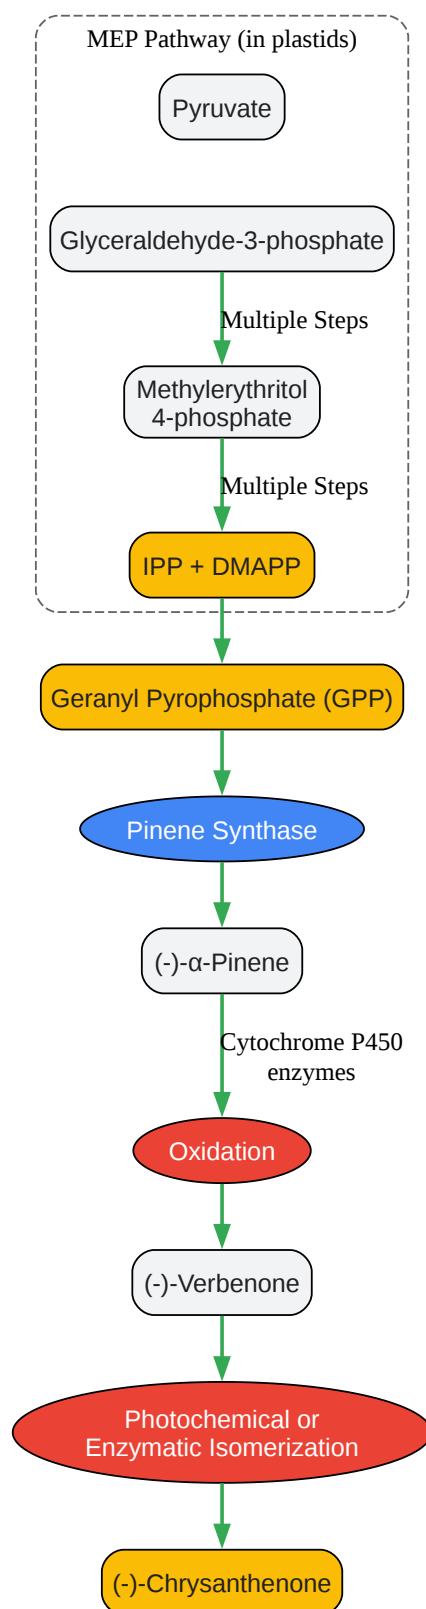 MEP Pathway (in plastids)
Pyruvate
Glyceraldehyde-3-phosphate
Multiple Steps
Methylerythritol
4-phosphate
Multiple Steps
IPP + DMAPP
Geranyl Pyrophosphate (GPP)
Pinene Synthase
(-)-α-Pinene
Cytochrome P450
enzymes
Oxidation
(-)-Verbenone
Photochemical or
Enzymatic Isomerization
(-)-Chrysanthenone